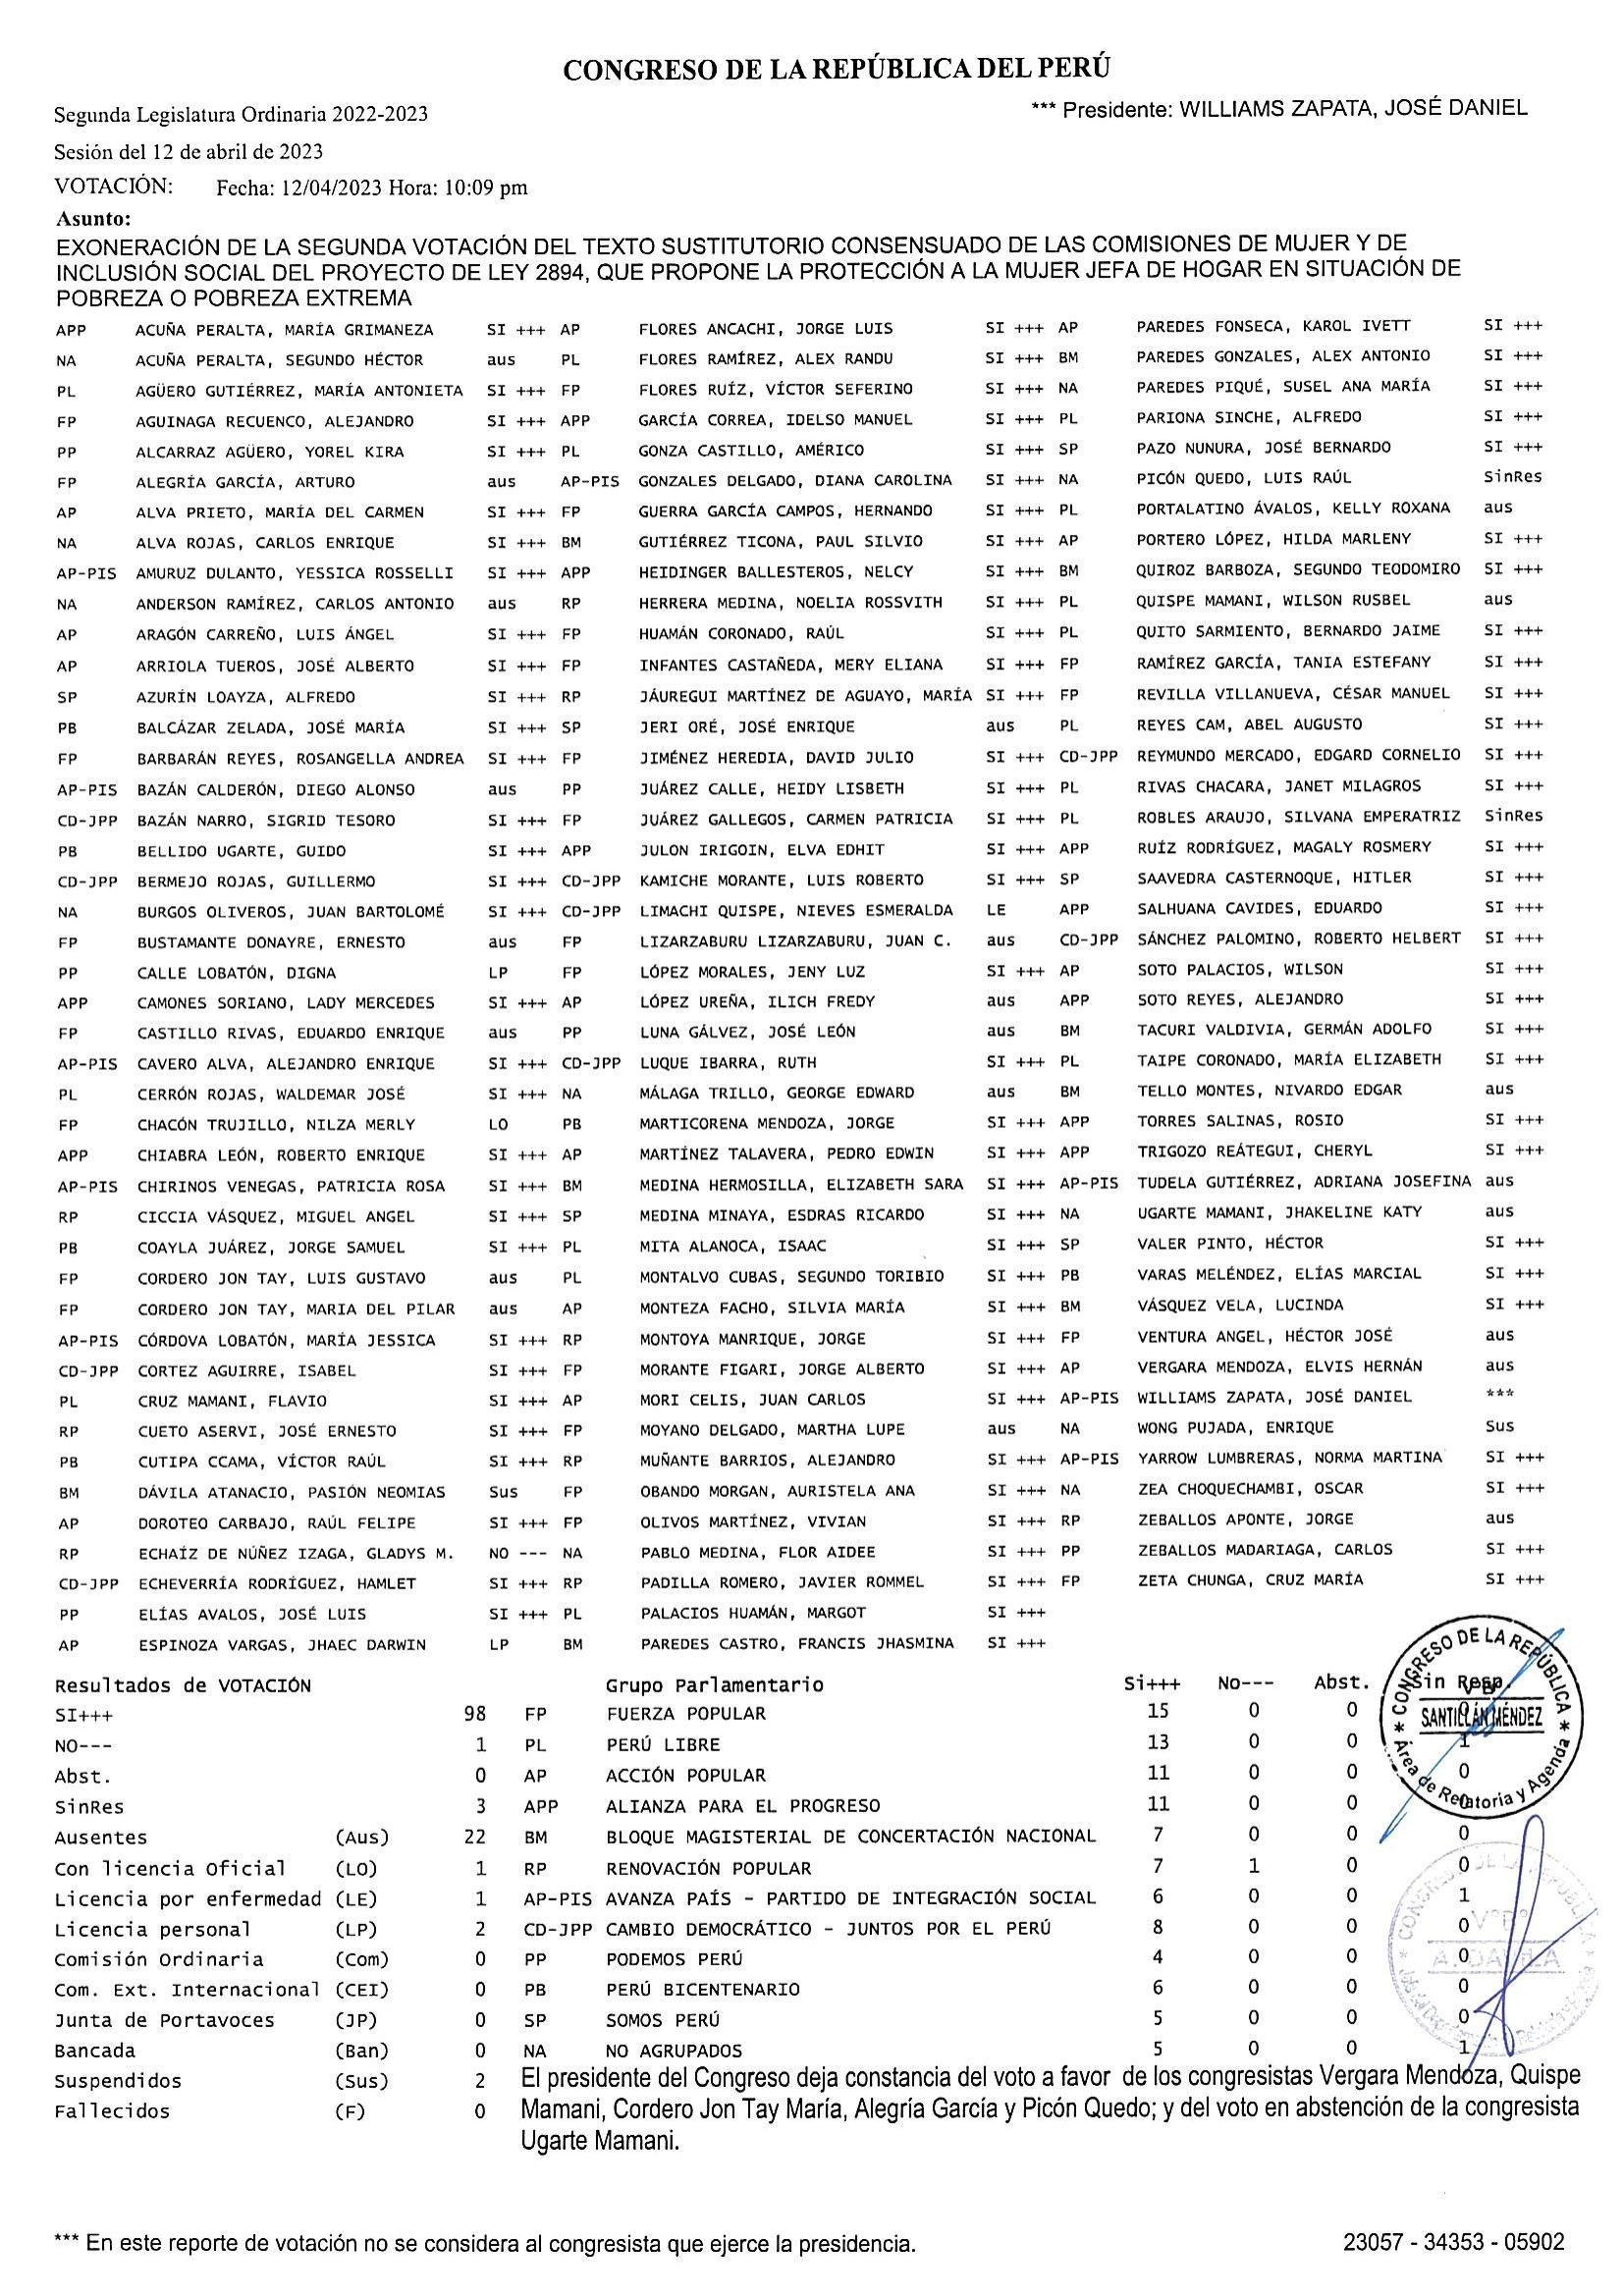 CONGRESO DE LA REPÚBLICA DEL PERÚ
Segunda Legislatura Ordinaria 2022-2023
*** Presidente: WILLIAMS ZAPATA, JOSÉ DANIEL
Sesión del 12 de abril de 2023
VOTACIÓN: Fecha: 12/04/2023 Hora: 10:09 pm
Asunto:
EXONERACIÓN DE LA SEGUNDA VOTACIÓN DEL TEXTO SUSTITUTORIO CONSENSUADO DE LAS COMISIONES DE MUJER Y DE
INCLUSIÓN SOCIAL DEL PROYECTO DE LEY 2894, QUE PROPONE LA PROTECCIÓN A LA MUJER JEFA DE HOGAR EN SITUACIÓN DE
POBREZA O POBREZA EXTREMA
APP ACUÑA PERALTA, MARÍA GRIMANEZA SI +++ AP FLORES ANCACHI, JORGE LUIS SI +++ AP PAREDES FONSECA, KAROL IVETT SI +++
NA ACUÑA PERALTA, SEGUNDO HÉCTOR aus PL FLORES RAMÍREZ, ALEX RANDU SI +++ BM PAREDES GONZALES, ALEX ANTONIO SI +++
PL AGÜERO GUTIÉRREZ, MARÍA ANTONIETA SI +++ FP FLORES RUÍZ, VÍCTOR SEFERINO SI +++ NA PAREDES PIQUÉ, SUSEL ANA MARÍA SI +++
FP AGUINAGA RECUENCO, ALEJANDRO SI +++ APP GARCÍA CORREA, IDELSO MANUEL SI +++ PL PARIONA SINCHE, ALFREDO SI +++
PP ALCARRAZ AGÜERO, YOREL KIRA SI +++ PL GONZA CASTILLO, AMÉRICO SI +++ SP PAZO NUNURA, JOSÉ BERNARDO SI +++
FP ALEGRÍA GARCÍA, ARTURO aus AP-PIS GONZALES DELGADO, DIANA CAROLINA SI +++ NA PICÓN QUEDO, LUIS RAÚL SinRes
AP ALVA PRIETO, MARÍA DEL CARMEN SI +++ FP GUERRA GARCÍA CAMPOS, HERNANDO SI +++ PL PORTALATINO ÁVALOS, KELLY ROXANA aus
NA ALVA ROJAS, CARLOS ENRIQUE SI +++ BM GUTIÉRREZ TICONA, PAUL SILVIO SI +++ AP PORTERO LÓPEZ, HILDA MARLENY SI +++
AP-PIS AMURUZ DULANTO, YESSICA ROSSELLI SI +++ APP HEIDINGER BALLESTEROS, NELCY SI +++ BM QUIROZ BARBOZA, SEGUNDO TEODOMIRO SI +++
NA ANDERSON RAMÍREZ, CARLOS ANTONIO aus RP HERRERA MEDINA, NOELIA ROSSVITH SI +++ PL QUISPE MAMANI, WILSON RUSBEL aus
AP ARAGÓN CARREÑO, LUIS ÁNGEL SI +++ FP HUAMÁN CORONADO, RAÚL SI +++ PL QUITO SARMIENTO, BERNARDO JAIME SI +++
AP ARRIOLA TUEROS, JOSÉ ALBERTO SI +++ FP INFANTES CASTAÑEDA, MERY ELIANA SI +++ FP RAMÍREZ GARCÍA, TANIA ESTEFANY SI +++
SP AZURÍN LOAYZA, ALFREDO SI +++ RP JÁUREGUI MARTÍNEZ DE AGUAYO, MARÍA SI +++ FP REVILLA VILLANUEVA, CÉSAR MANUEL SI +++
PB BALCÁZAR ZELADA, JOSÉ MARÍA SI +++ SP JERI ORÉ, JOSÉ ENRIQUE aus PL REYES CAM, ABEL AUGUSTO SI +++
FP BARBARÁN REYES, ROSANGELLA ANDREA SI +++ FP JIMÉNEZ HEREDIA, DAVID JULIO SI +++ CD-JPP REYMUNDO MERCADO, EDGARD CORNELIO SI +++
AP-PIS BAZÁN CALDERÓN, DIEGO ALONSO aus PP JUÁREZ CALLE, HEIDY LISBETH SI +++ PL RIVAS CHACARA, JANET MILAGROS SI +++
CD-JPP BAZÁN NARRO, SIGRID TESORO SI +++ FP JUÁREZ GALLEGOS, CARMEN PATRICIA SI +++ PL ROBLES ARAUJO, SILVANA EMPERATRIZ SinRes
PB BELLIDO UGARTE, GUIDO SI +++ APP JULON IRIGOIN, ELVA EDHIT SI +++ APP RUÍZ RODRÍGUEZ, MAGALY ROSMERY SI +++
CD-JPP BERMEJO ROJAS, GUILLERMO SI +++ CD-JPP KAMICHE MORANTE, LUIS ROBERTO SI +++ SP SAAVEDRA CASTERNOQUE, HITLER SI +++
NA BURGOS OLIVEROS, JUAN BARTOLOMÉ SI +++ CD-JPP LIMACHI QUISPE, NIEVES ESMERALDA LE APP SALHUANA CAVIDES, EDUARDO SI +++
FP BUSTAMANTE DONAYRE, ERNESTO aus FP LIZARZABURU LIZARZABURU, JUAN C. aus CD-JPP SÁNCHEZ PALOMINO, ROBERTO HELBERT SI +++
PP CALLE LOBATÓN, DIGNA LP FP LÓPEZ MORALES, JENY LUZ SI +++ AP SOTO PALACIOS, WILSON SI +++
APP CAMONES SORIANO, LADY MERCEDES SI +++ AP LÓPEZ UREÑA, ILICH FREDY aus APP SOTO REYES, ALEJANDRO SI +++
FP CASTILLO RIVAS, EDUARDO ENRIQUE aus PP LUNA GÁLVEZ, JOSÉ LEÓN aus BM TACURI VALDIVIA, GERMÁN ADOLFO SI +++
AP-PIS CAVERO ALVA, ALEJANDRO ENRIQUE SI +++ CD-JPP LUQUE IBARRA, RUTH SI +++ PL TAIPE CORONADO, MARÍA ELIZABETH SI +++
PL CERRÓN ROJAS, WALDEMAR JOSÉ SI +++ NA MÁLAGA TRILLO, GEORGE EDWARD aus BM TELLO MONTES, NIVARDO EDGAR aus
FP CHACÓN TRUJILLO, NILZA MERLY LO PB MARTICORENA MENDOZA, JORGE SI +++ APP TORRES SALINAS, ROSIO SI +++
APP CHIABRA LEÓN, ROBERTO ENRIQUE SI +++ AP MARTÍNEZ TALAVERA, PEDRO EDWIN SI +++ APP TRIGOZO REÁTEGUI, CHERYL SI +++
AP-PIS CHIRINOS VENEGAS, PATRICIA ROSA SI +++ BM MEDINA HERMOSILLA, ELIZABETH SARA SI +++ AP-PIS TUDELA GUTIÉRREZ, ADRIANA JOSEFINA aus
RP CICCIA VÁSQUEZ, MIGUEL ANGEL SI +++ SP MEDINA MINAYA, ESDRAS RICARDO SI +++ NA UGARTE MAMANI, JHAKELINE KATY aus
PB COAYLA JUÁREZ, JORGE SAMUEL SI +++ PL MITA ALANOCA, ISAAC SI +++ SP VALER PINTO, HÉCTOR SI +++
FP CORDERO JON TAY, LUIS GUSTAVO aus PL MONTALVO CUBAS, SEGUNDO TORIBIO SI +++ PB VARAS MELÉNDEZ, ELÍAS MARCIAL SI +++
FP CORDERO JON TAY, MARIA DEL PILAR aus AP MONTEZA FACHO, SILVIA MARÍA SI +++ BM VÁSQUEZ VELA, LUCINDA SI +++
AP-PIS CÓRDOVA LOBATÓN, MARÍA JESSICA SI +++ RP MONTOYA MANRIQUE, JORGE SI +++ FP VENTURA ANGEL, HÉCTOR JOSÉ aus
CD-JPP CORTEZ AGUIRRE, ISABEL SI +++ FP MORANTE FIGARI, JORGE ALBERTO SI +++ AP VERGARA MENDOZA, ELVIS HERNÁN aus
PL CRUZ MAMANI, FLAVIO SI +++ AP MORI CELIS, JUAN CARLOS SI +++ AP-PIS WILLIAMS ZAPATA, JOSÉ DANIEL ***
RP CUETO ASERVI, JOSÉ ERNESTO SI +++ FP MOYANO DELGADO, MARTHA LUPE aus NA WONG PUJADA, ENRIQUE Sus
PB CUTIPA CCAMA, VÍCTOR RAÚL SI +++ RP MUÑANTE BARRIOS, ALEJANDRO SI +++ AP-PIS YARROW LUMBRERAS, NORMA MARTINA SI +++
BM DÁVILA ATANACIO, PASIÓN NEOMIAS Sus FP OBANDO MORGAN, AURISTELA ANA SI +++ NA ZEA CHOQUECHAMBI, OSCAR SI +++
AP DOROTEO CARBAJO, RAÚL FELIPE SI +++ FP OLIVOS MARTÍNEZ, VIVIAN SI +++ RP ZEBALLOS APONTE, JORGE aus
RP ECHAÍZ DE NÚÑEZ IZAGA, GLADYS M. NO --- NA PABLO MEDINA, FLOR AIDEE SI +++ PP ZEBALLOS MADARIAGA, CARLOS SI +++
CD-JPP ECHEVERRÍA RODRÍGUEZ, HAMLET SI +++ RP PADILLA ROMERO, JAVIER ROMMEL SI +++ FP ZETA CHUNGA, CRUZ MARÍA SI +++
PP ELÍAS AVALOS, JOSÉ LUIS SI +++ PL PALACIOS HUAMÁN, MARGOT SI +++
AP ESPINOZA VARGAS, JHAEC DARWIN LP BM PAREDES CASTRO, FRANCIS JHASMINA SI +++
Resultados de VOTACIÓN Grupo Parlamentario Si+++ No--- Abst. Sin Resp.
SI+++ 98 FP FUERZA POPULAR 15 0 0 0
NO--- 1 PL PERÚ LIBRE 13 0 0 1
Abst. 0 AP ACCIÓN POPULAR 11 0 0 0
SinRes 3 APP ALIANZA PARA EL PROGRESO 11 0 0 0
Ausentes (Aus) 22 BM BLOQUE MAGISTERIAL DE CONCERTACIÓN NACIONAL 7 0 0 0
Con licencia Oficial (LO) 1 RP RENOVACIÓN POPULAR 7 1 0 0
Licencia por enfermedad (LE) 1 AP-PIS AVANZA PAÍS - PARTIDO DE INTEGRACIÓN SOCIAL 6 0 0 1
Licencia personal (LP) 2 CD-JPP CAMBIO DEMOCRÁTICO - JUNTOS POR EL PERÚ 8 0 0 0
Comisión Ordinaria (Com) 0 PP PODEMOS PERÚ 4 0 0 0
Com. Ext. Internacional (CEI) 0 PB PERÚ BICENTENARIO 6 0 0 0
Junta de Portavoces (JP) 0 SP SOMOS PERÚ 5 0 0 0
Bancada (Ban) 0 NA NO AGRUPADOS 5 0 0 1
Suspendidos (Sus) 2
Fallecidos (F) 0
El presidente del Congreso deja constancia del voto a favor de los congresistas Vergara Mendoza, Quispe
Mamani, Cordero Jon Tay María, Alegría García y Picón Quedo; y del voto en abstención de la congresista
Ugarte Mamani.
CONGRESO DE LA REPÚBLICA
V°B°
SANTILLÁN MÉNDEZ
Área de Relatoria y Agenda
V°B°
*** En este reporte de votación no se considera al congresista que ejerce la presidencia.
23057 - 34353 - 05902